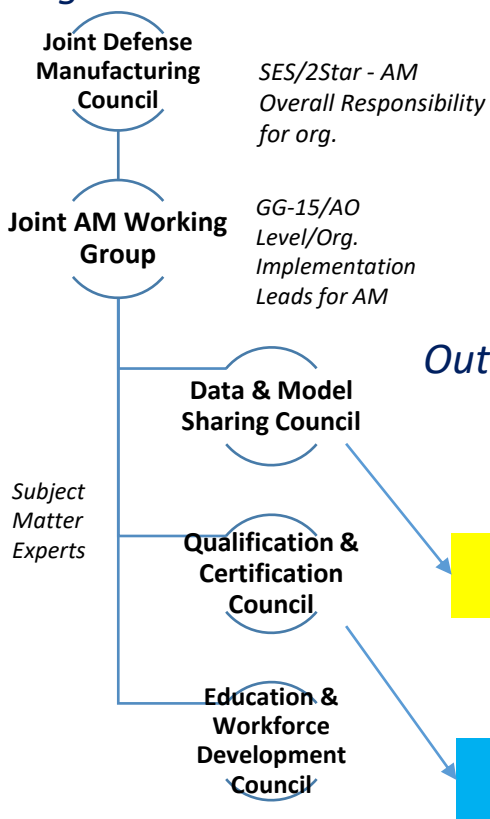 Joint Defense
Manufacturing
Council
SES/2Star - AM
Overall Responsibility
for org.
Joint AM Working
Group
GG-15/AO
Level/Org.
Implementation
Leads for AM
Out
Data & Model
Sharing Council
Subject
Matter
Experts
Qualification &
Certification
Council
Education &
Workforce
Development
Council